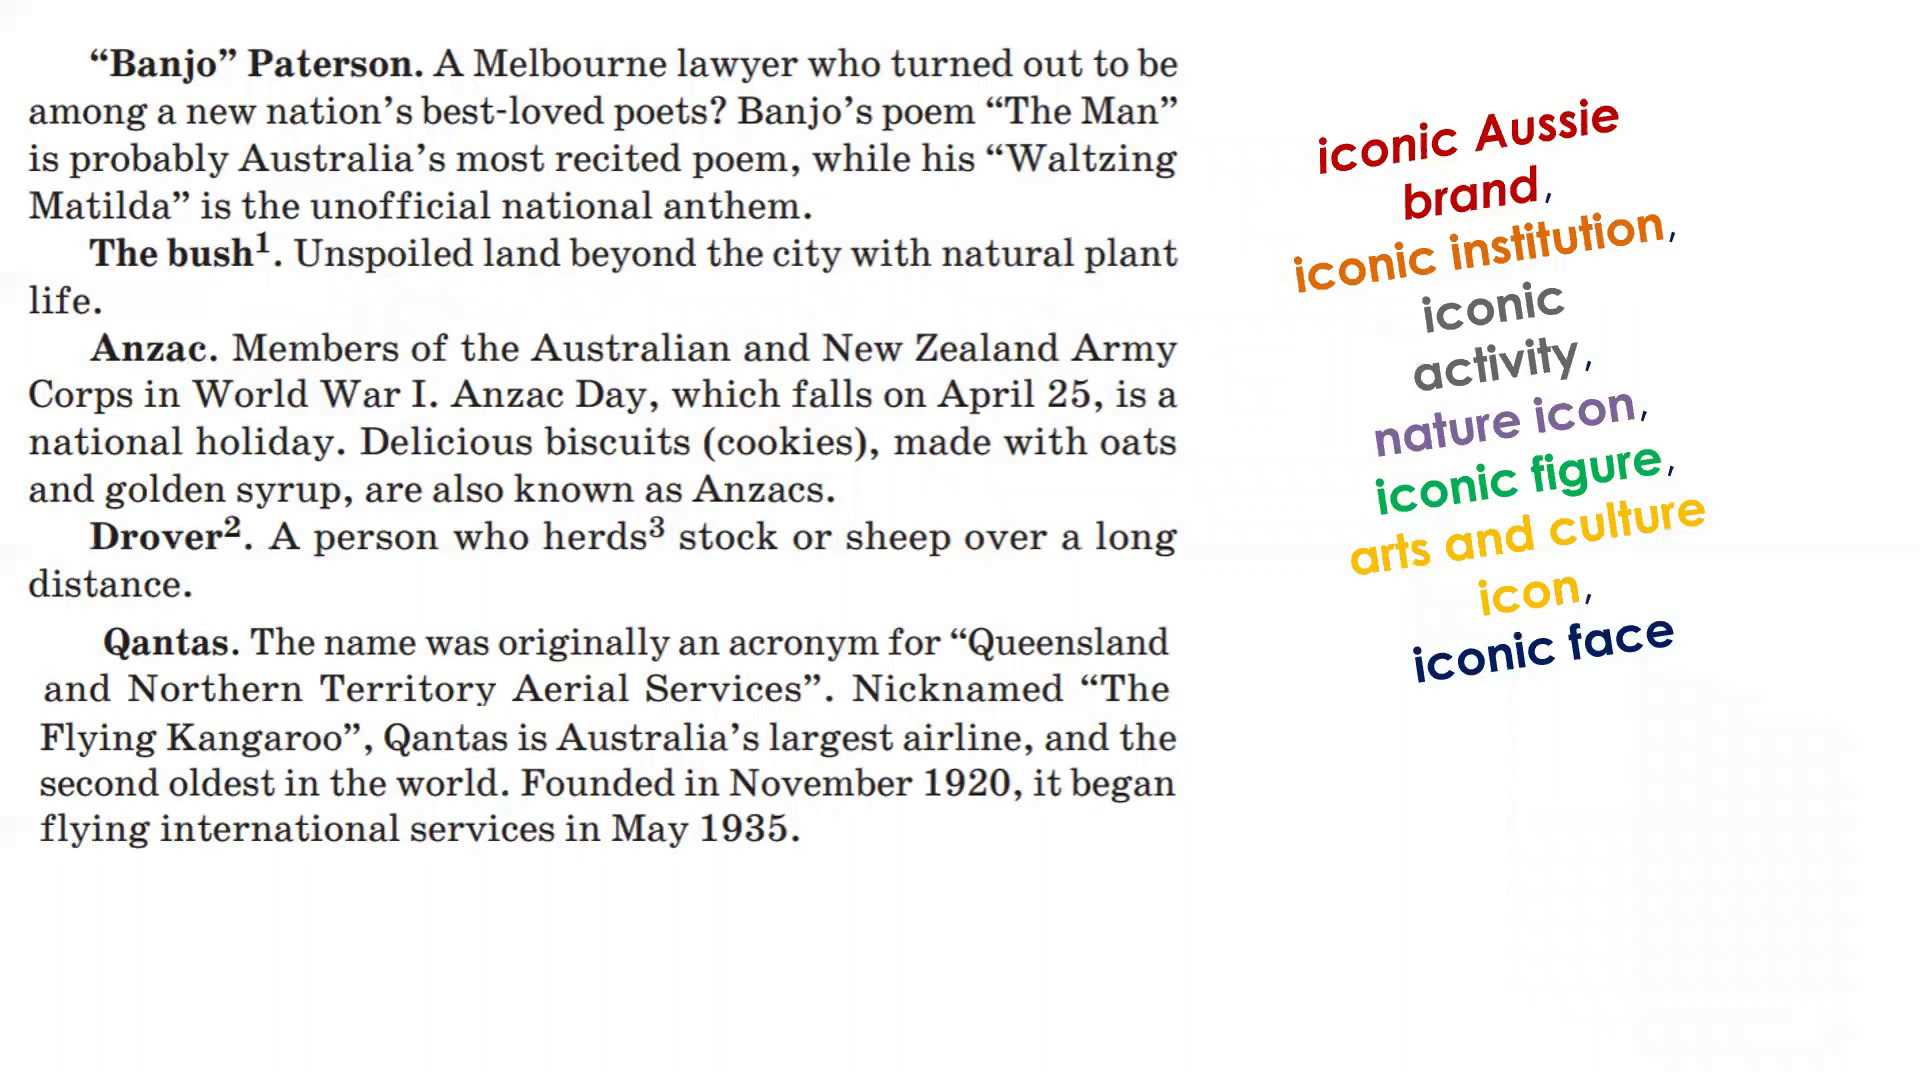 “Banjo” Paterson. A Melbourne lawyer who turned out to be
among a new nation’s best-loved poets? Banjo’s poem “The Man”
is probably Australia’s most recited poem, while his “Waltzing
Matilda” is the unofficial national anthem.
The bush¹. Unspoiled land beyond the city with natural plant
life.
Anzac. Members of the Australian and New Zealand Army
Corps in World War I. Anzac Day, which falls on April 25, is a
national holiday. Delicious biscuits (cookies), made with oats
and golden syrup, are also known as Anzacs.
Drover². A person who herds³ stock or sheep over a long
distance.
Qantas. The name was originally an acronym for “Queensland
and Northern Territory Aerial Services”. Nicknamed “The
Flying Kangaroo”, Qantas is Australia’s largest airline, and the
second oldest in the world. Founded in November 1920, it began
flying international services in May 1935.
iconic Aussie
brand,
iconic institution,
iconic
activity,
nature icon,
iconic figure,
arts and culture
icon,
iconic face